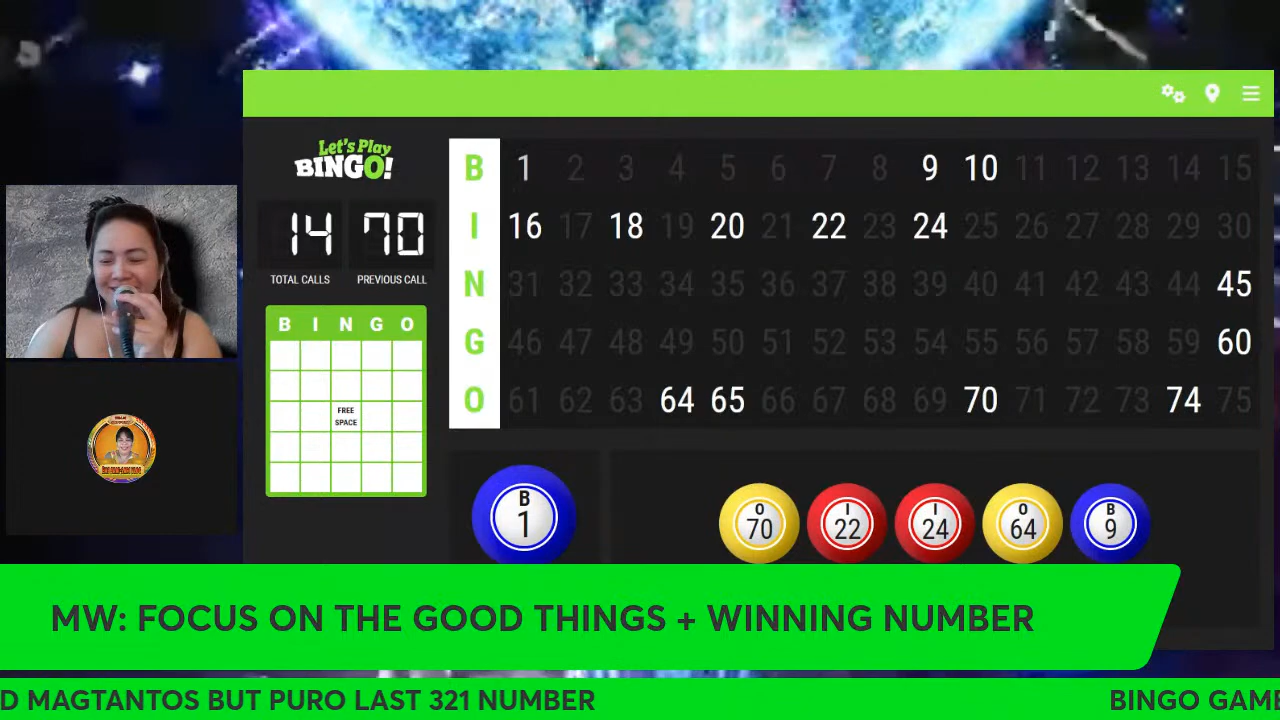 Let's Play
BINGO!
14 70
TOTAL CALLS PREVIOUS CALL
B I N G O
FREE
SPACE
B 1 2 3 4 5 6 7 8 9 10 11 12 13 14 15
I 16 17 18 19 20 21 22 23 24 25 26 27 28 29 30
N 31 32 33 34 35 36 37 38 39 40 41 42 43 44 45
G 46 47 48 49 50 51 52 53 54 55 56 57 58 59 60
O 61 62 63 64 65 66 67 68 69 70 71 72 73 74 75
B
1
O I I O B
70 22 24 64 9
MW: FOCUS ON THE GOOD THINGS + WINNING NUMBER
D MAGTANTOS BUT PURO LAST 321 NUMBER BINGO GAME